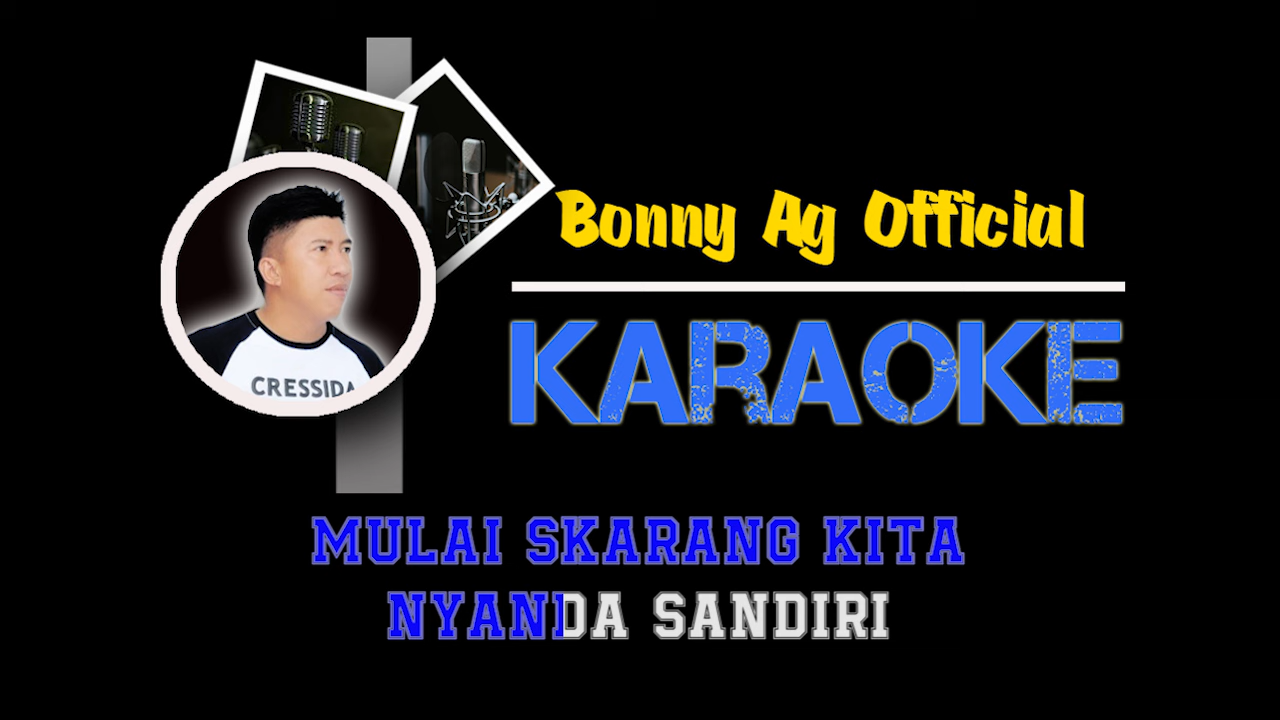 Bonny Ag Official
KARAOKE
CRESSIDA
MULAI SKARANG KITA
NYANDA SANDIRI